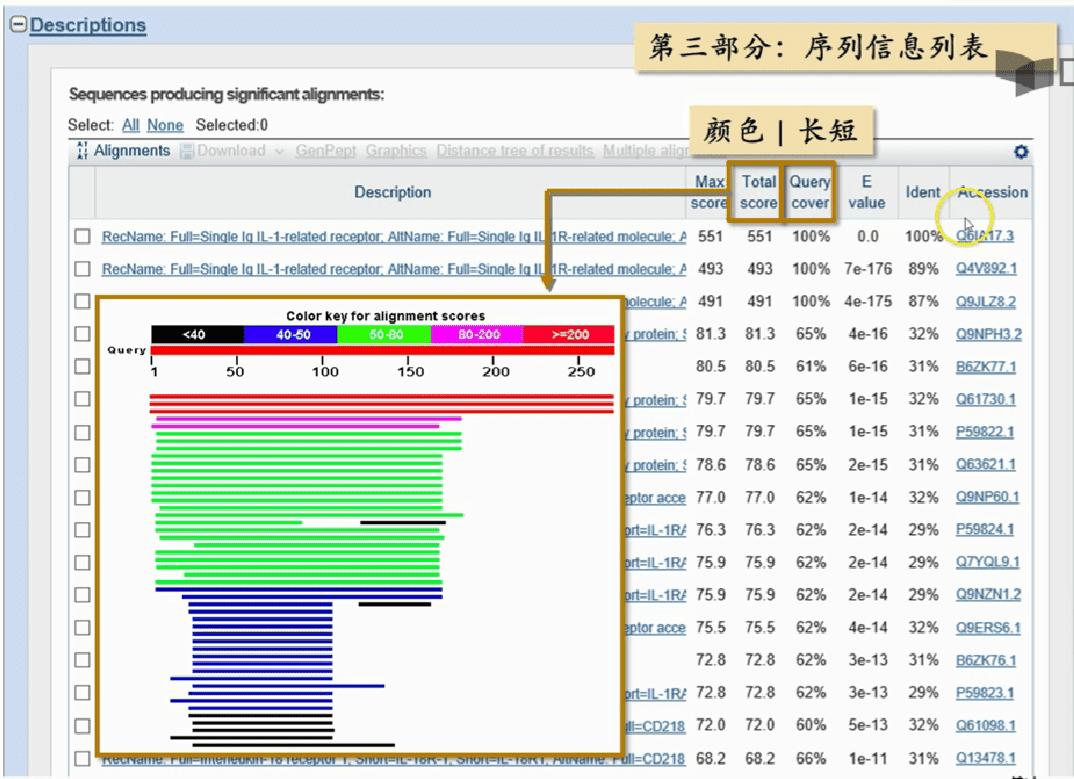 Descriptions
第三部分：序列信息列表
Sequences producing significant alignments:
Select: All None Selected:0
颜色 | 长短
Alignments Download GenPept Graphics Distance tree of results Multiple
Description Max score Total score Query cover E value Ident Accession
RecName: Full=Single Ig IL-1-related receptor; AltName: Full=Single Ig IL-1R-related molecule; A 551 551 100% 0.0 100% Q6IA17.3
RecName: Full=Single Ig IL-1-related receptor; AltName: Full=Single Ig IL-1R-related molecule; A 493 493 100% 7e-176 89% Q4V892.1
molecule; A 491 491 100% 4e-175 87% Q9JLZ8.2
y protein; S 81.3 81.3 65% 4e-16 32% Q9NPH3.2
80.5 80.5 61% 6e-16 31% B6ZK77.1
y protein; S 79.7 79.7 65% 1e-15 32% Q61730.1
y protein; S 79.7 79.7 65% 1e-15 31% P59822.1
y protein; S 78.6 78.6 65% 2e-15 31% Q63621.1
eptor acce 77.0 77.0 62% 1e-14 32% Q9NP60.1
ort=IL-1RA 76.3 76.3 62% 2e-14 29% P59824.1
ort=IL-1RA 75.9 75.9 62% 2e-14 29% Q7YQL9.1
ort=IL-1RA 75.9 75.9 62% 2e-14 29% Q9NZN1.2
eptor acce 75.5 75.5 62% 4e-14 32% Q9ERS6.1
72.8 72.8 62% 3e-13 31% B6ZK76.1
ort=IL-1RA 72.8 72.8 62% 3e-13 29% P59823.1
ull=CD218 72.0 72.0 60% 5e-13 32% Q61098.1
RecName: Full=Interleukin-18 receptor 1; Short=IL-18R-1; Short=IL-18R1; AltName: Full=CD218 68.2 68.2 66% 1e-11 31% Q13478.1
Color key for alignment scores
<40 40-50 50-80 80-200 >=200
Query
1 50 100 150 200 250